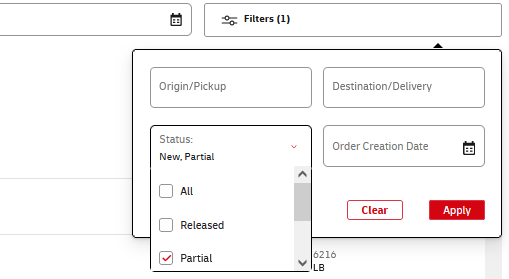 Filters (1)
Origin/Pickup
Destination/Delivery
Status:
New, Partial
Order Creation Date
All
Released
Partial
Clear
Apply
6216
LB